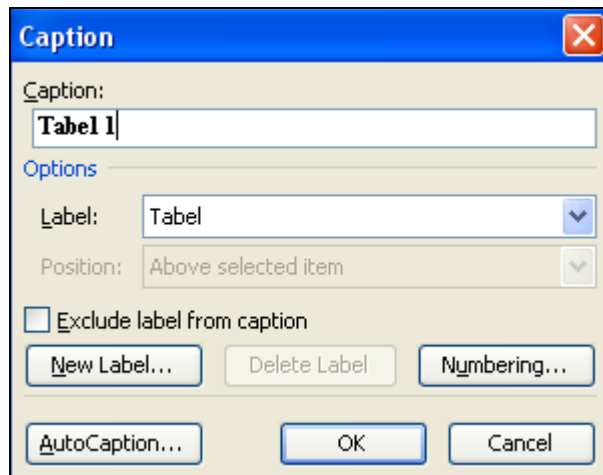 Caption
Caption:
Tabel 1
Options
Label: Tabel
Position: Above selected item
Exclude label from caption
New Label... Delete Label Numbering...
AutoCaption... OK Cancel